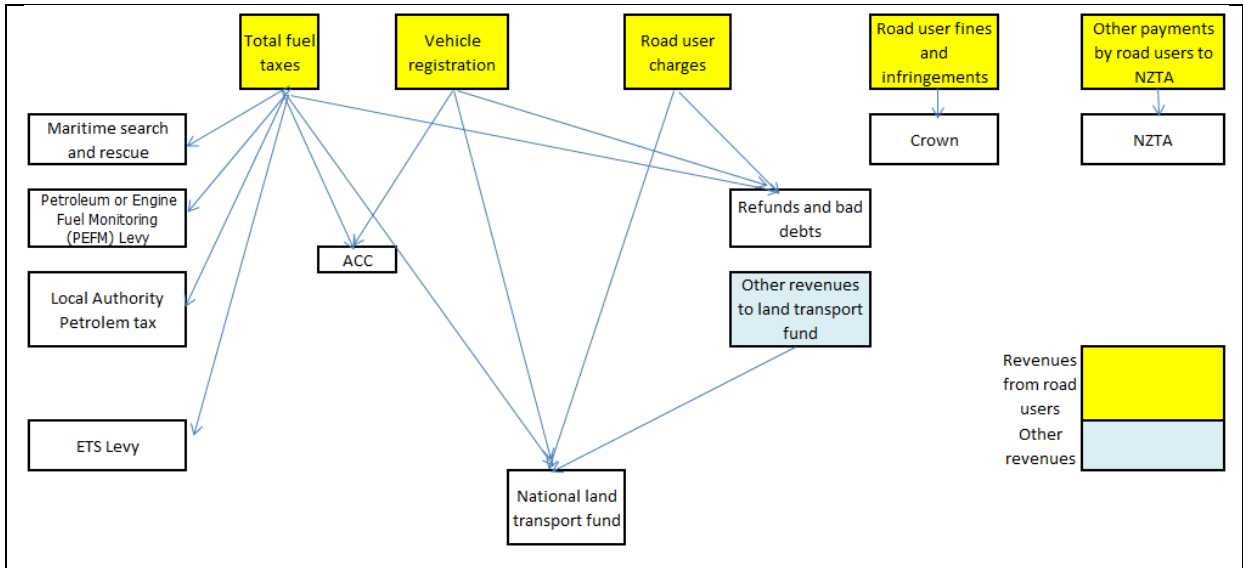 Total fuel
taxes
Vehicle
registration
Road user
charges
Road user fines
and
infringements
Other payments
by road users to
NZTA
Maritime search
and rescue
Crown
NZTA
Petroleum or Engine
Fuel Monitoring
(PEFM) Levy
Refunds and bad
debts
ACC
Local Authority
Petrolem tax
Other revenues
to land transport
fund
Revenues
from road
users
Other
revenues
ETS Levy
National land
transport fund